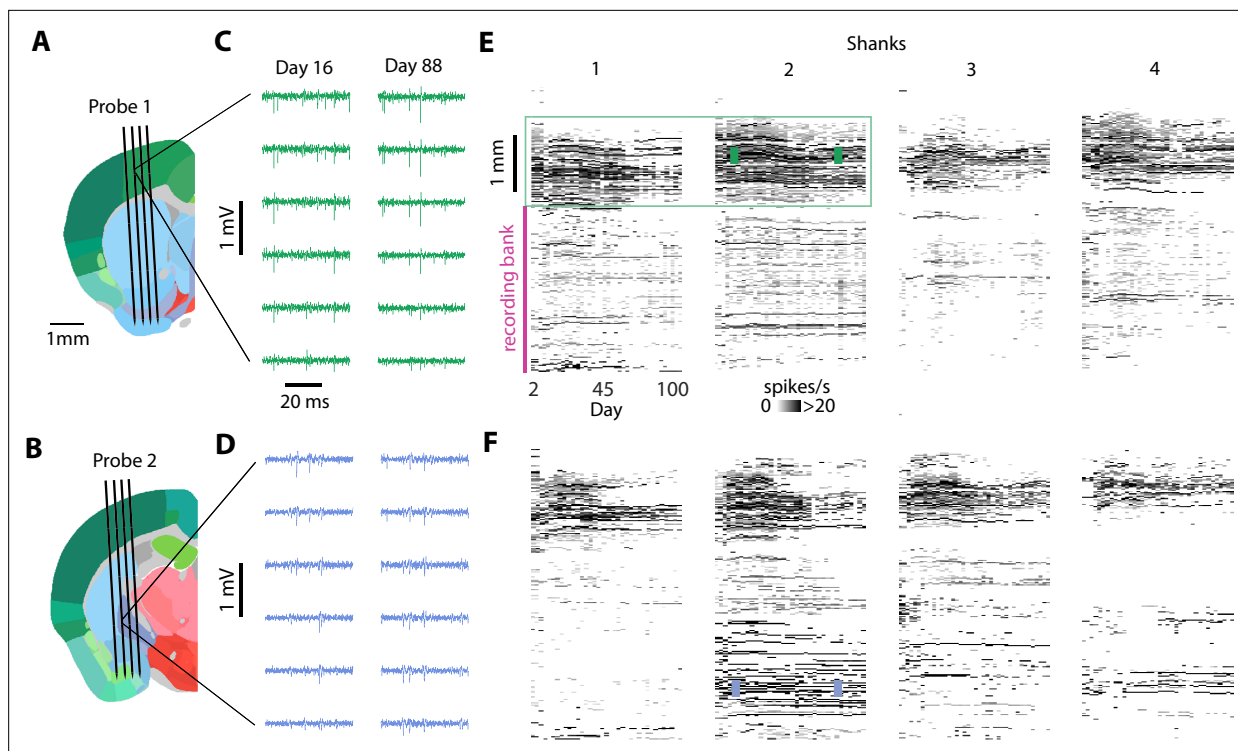 A
Probe 1
1mm
C
Day 16
Day 88
1 mV
20 ms
E
Shanks
1
2
3
4
1 mm
recording bank
2
45
100
Day
spikes/s
0
>20
B
Probe 2
D
1 mV
F